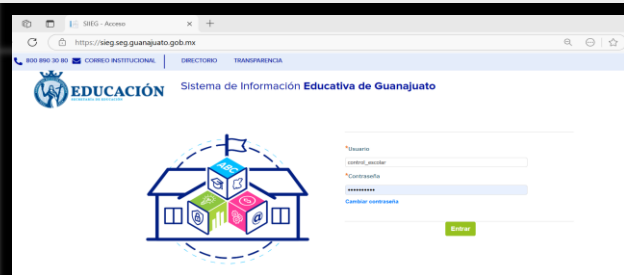 SIIEG - Acceso
https://sieg.seg.guanajuato.gob.mx
800 890 30 80 CORREO INSTITUCIONAL DIRECTORIO TRANSPARENCIA
EDUCACIÓN
Sistema de Información Educativa de Guanajuato
ABC
@
*Usuario
control_escolar
*Contraseña
Cambiar contraseña
Entrar